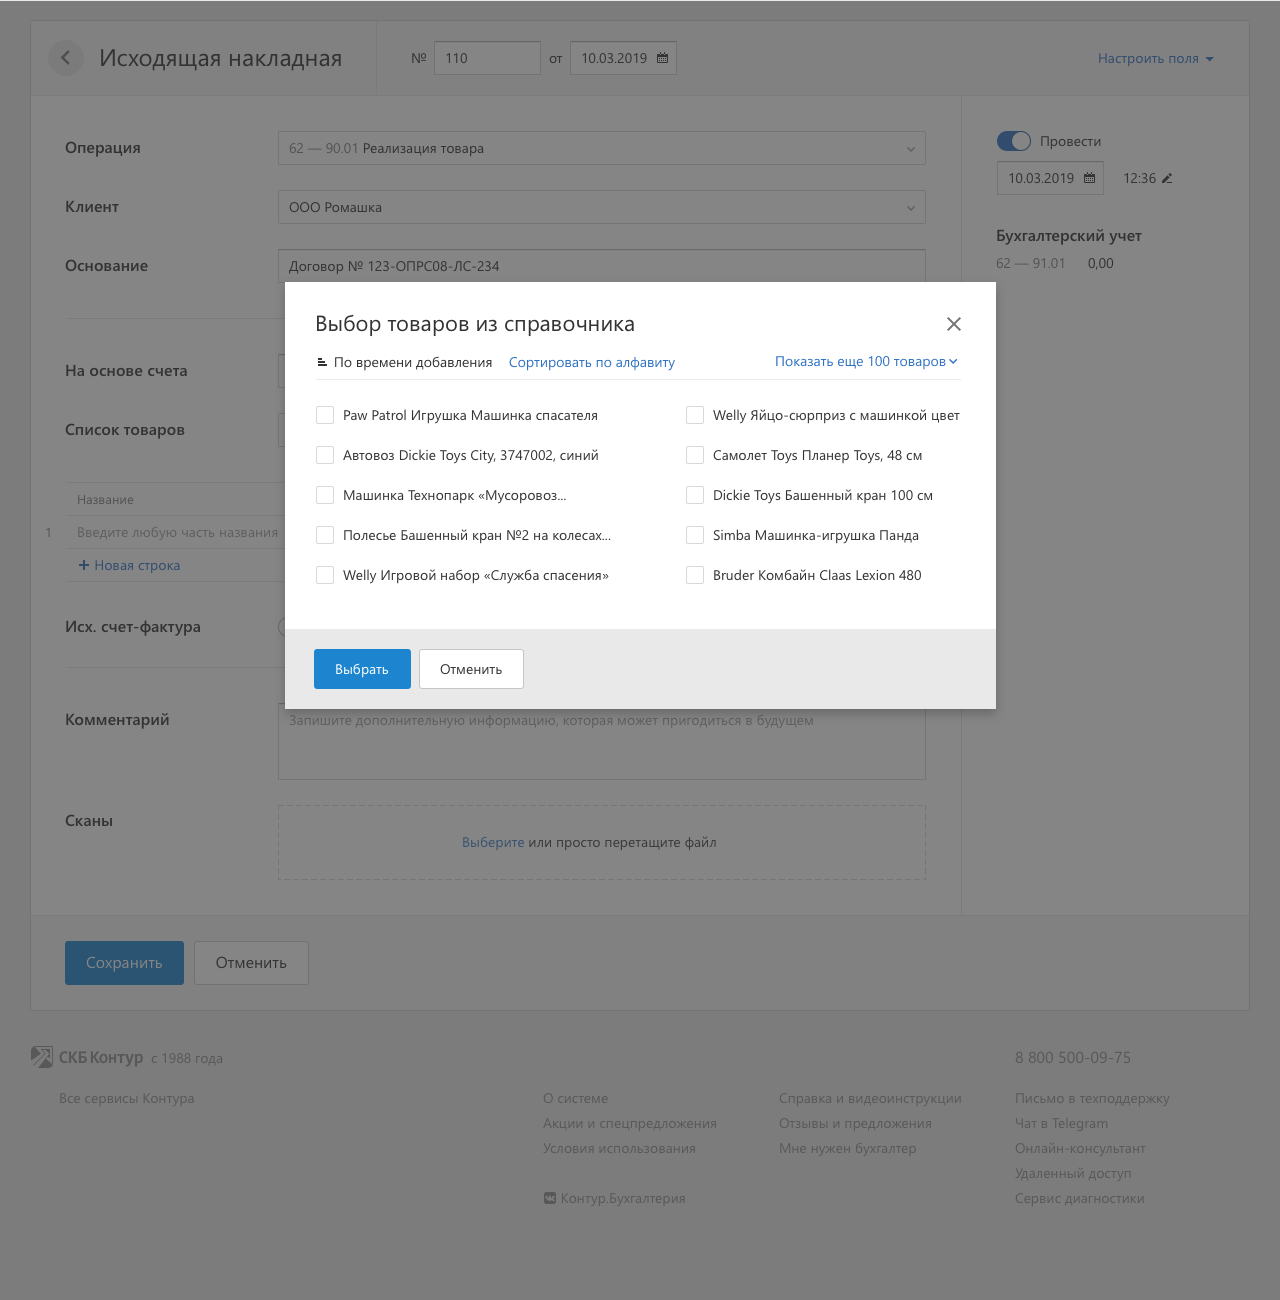 Исходящая накладная
№ 110 от 10.03.2019
Настроить поля
Операция
62 — 90.01 Реализация товара
Провести
10.03.2019 12:36
Клиент
ООО Ромашка
Бухгалтерский учет
62 — 91.01 0,00
Основание
Договор № 123-ОПРС08-ЛС-234
На основе счета
Список товаров
Название
1 Введите любую часть названия
Новая строка
Исх. счет-фактура
Выбор товаров из справочника
По времени добавления Сортировать по алфавиту Показать еще 100 товаров
Paw Patrol Игрушка Машинка спасателя
Автовоз Dickie Toys City, 3747002, синий
Машинка Технопарк «Мусоровоз...
Полесье Башенный кран №2 на колесах...
Welly Игровой набор «Служба спасения»
Welly Яйцо-сюрприз с машинкой цвет
Самолет Toys Планер Toys, 48 см
Dickie Toys Башенный кран 100 см
Simba Машинка-игрушка Панда
Bruder Комбайн Claas Lexion 480
Выбрать Отменить
Комментарий
Запишите дополнительную информацию, которая может пригодиться в будущем
Сканы
Выберите или просто перетащите файл
Сохранить Отменить
СКБ Контур с 1988 года
Все сервисы Контура
О системе
Акции и спецпредложения
Условия использования
Контур.Бухгалтерия
Справка и видеоинструкции
Отзывы и предложения
Мне нужен бухгалтер
8 800 500-09-75
Письмо в техподдержку
Чат в Telegram
Онлайн-консультант
Удаленный доступ
Сервис диагностики